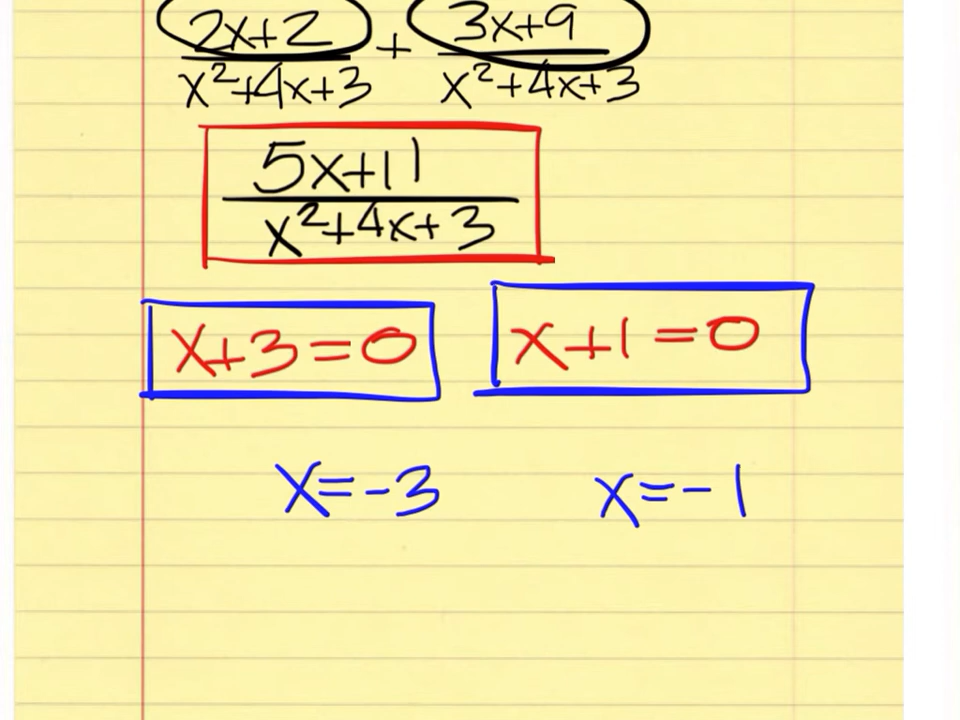 2x+2 + 3x+9
x²+4x+3 x²+4x+3
5x+11
x²+4x+3
x+3=0 x+1=0
x=-3 x=-1